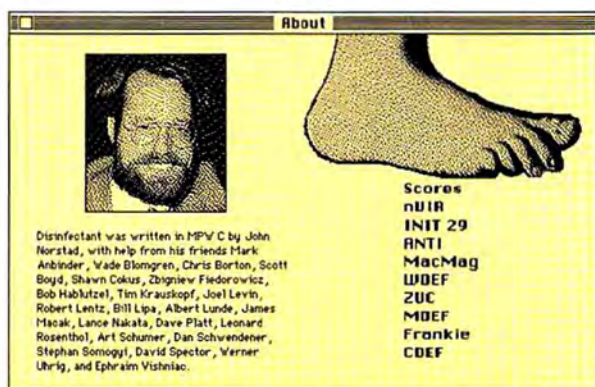 About
Disinfectant was written in MPW C by John
Norstad, with help from his friends Mark
Anbinder, Wade Blomgren, Chris Borton, Scott
Boyd, Shawn Cokus, Zbigniew Fiedorowicz,
Bob Hablutzel, Tim Krauskopf, Joel Levin,
Robert Lentz, Bill Lipa, Albert Lunde, James
Macak, Lance Nakata, Dave Platt, Leonard
Rosenthol, Art Schumer, Dan Schwendener,
Stephan Somogyi, David Spector, Werner
Uhrig, and Ephraim Vishniac.
Scores
nVIR
INIT 29
ANTI
MacMag
WDEF
ZUC
MDEF
Frankie
CDEF